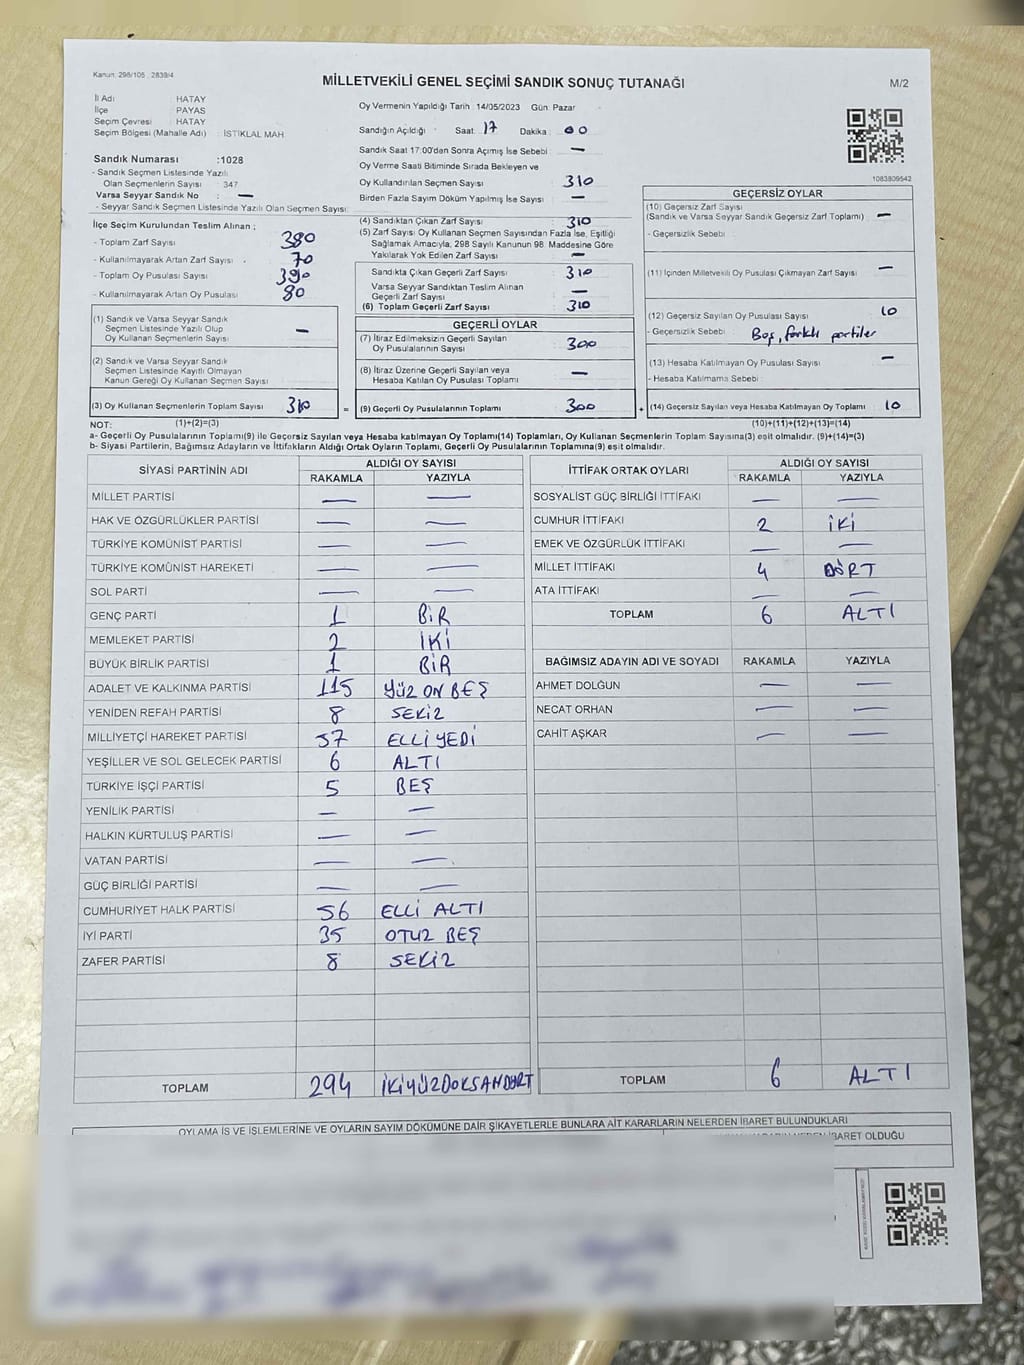 Kanun, 298/105 , 2839/4
MİLLETVEKİLİ GENEL SEÇİMİ SANDIK SONUÇ TUTANAĞI
M/2
İl Adı HATAY
İlçe PAYAS
Seçim Çevresi HATAY
Seçim Bölgesi (Mahalle Adı) : İSTİKLAL MAH.
Sandık Numarası :1028
- Sandık Seçmen Listesinde Yazılı
Olan Seçmenlerin Sayısı : 347
Varsa Seyyar Sandık No : —
- Seyyar Sandık Seçmen Listesinde Yazılı Olan Seçmen Sayısı:
İlçe Seçim Kurulundan Teslim Alınan ;
- Toplam Zarf Sayısı 380
- Kullanılmayarak Artan Zarf Sayısı . 70
- Toplam Oy Pusulası Sayısı 390
- Kullanılmayarak Artan Oy Pusulası 80
(1) Sandık ve Varsa Seyyar Sandık
Seçmen Listesinde Yazılı Olup
Oy Kullanan Seçmenlerin Sayısı —
(2) Sandık ve Varsa Seyyar Sandık
Seçmen Listesinde Kayıtlı Olmayan
Kanun Gereği Oy Kullanan Seçmen Sayısı
(3) Oy Kullanan Seçmenlerin Toplam Sayısı 310
Oy Vermenin Yapıldığı Tarih : 14/05/2023 Gün: Pazar
Sandığın Açıldığı Saat: 17 Dakika : 00
Sandık Saat 17:00'den Sonra Açımış İse Sebebi : —
Oy Verme Saati Bitiminde Sırada Bekleyen ve
Oy Kullandırılan Seçmen Sayısı 310
Birden Fazla Sayım Döküm Yapılmış İse Sayısı —
(4) Sandıktan Çıkan Zarf Sayısı 310
(5) Zarf Sayısı Oy Kullanan Seçmen Sayısından Fazla İse, Eşitliği
Sağlamak Amacıyla, 298 Sayılı Kanunun 98. Maddesine Göre
Yakılarak Yok Edilen Zarf Sayısı —
Sandıkta Çıkan Geçerli Zarf Sayısı 310
Varsa Seyyar Sandıktan Teslim Alınan
Geçerli Zarf Sayısı —
(6) Toplam Geçerli Zarf Sayısı 310
GEÇERLİ OYLAR
(7) İtiraz Edilmeksizin Geçerli Sayılan
Oy Pusulalarının Sayısı 300
(8) İtiraz Üzerine Geçerli Sayılan veya
Hesaba Katılan Oy Pusulası Toplamı —
= (9) Geçerli Oy Pusulalarının Toplamı 300
1083809542
GEÇERSİZ OYLAR
(10) Geçersiz Zarf Sayısı
(Sandık ve Varsa Seyyar Sandık Geçersiz Zarf Toplamı) —
- Geçersizlik Sebebi :
(11) İçinden Milletvekili Oy Pusulası Çıkmayan Zarf Sayısı —
(12) Geçersiz Sayılan Oy Pusulası Sayısı 10
- Geçersizlik Sebebi : Boş, farklı partiler
(13) Hesaba Katılmayan Oy Pusulası Sayısı —
- Hesaba Katılmama Sebebi :
+ (14) Geçersiz Sayılan veya Hesaba Katılmayan Oy Toplamı 10
NOT: (1)+(2)=(3) (10)+(11)+(12)+(13)=(14)
a- Geçerli Oy Pusulalarının Toplamı(9) ile Geçersiz Sayılan veya Hesaba katılmayan Oy Toplamı(14) Toplamları, Oy Kullanan Seçmenlerin Toplam Sayısına(3) eşit olmalıdır. (9)+(14)=(3)
b- Siyasi Partilerin, Bağımsız Adayların ve İttifakların Aldığı Ortak Oyların Toplamı, Geçerli Oy Pusulalarının Toplamına(9) eşit olmalıdır.
SİYASİ PARTİNİN ADI ALDIĞI OY SAYISI
RAKAMLA YAZIYLA
MİLLET PARTİSİ — —
HAK VE ÖZGÜRLÜKLER PARTİSİ — —
TÜRKİYE KOMÜNİST PARTİSİ — —
TÜRKİYE KOMÜNİST HAREKETİ — —
SOL PARTİ — —
GENÇ PARTİ 1 BİR
MEMLEKET PARTİSİ 2 İKİ
BÜYÜK BİRLİK PARTİSİ 1 BİR
ADALET VE KALKINMA PARTİSİ 115 YÜZ ON BEŞ
YENİDEN REFAH PARTİSİ 8 SEKİZ
MİLLİYETÇİ HAREKET PARTİSİ 57 ELLİ YEDİ
YEŞİLLER VE SOL GELECEK PARTİSİ 6 ALTI
TÜRKİYE İŞÇİ PARTİSİ 5 BEŞ
YENİLİK PARTİSİ — —
HALKIN KURTULUŞ PARTİSİ — —
VATAN PARTİSİ — —
GÜÇ BİRLİĞİ PARTİSİ — —
CUMHURİYET HALK PARTİSİ 56 ELLİ ALTI
İYİ PARTİ 35 OTUZ BEŞ
ZAFER PARTİSİ 8 SEKİZ
TOPLAM 294 İKİYÜZDOKSANDÖRT
İTTİFAK ORTAK OYLARI ALDIĞI OY SAYISI
RAKAMLA YAZIYLA
SOSYALİST GÜÇ BİRLİĞİ İTTİFAKI — —
CUMHUR İTTİFAKI 2 İKİ
EMEK VE ÖZGÜRLÜK İTTİFAKI — —
MİLLET İTTİFAKI 4 DÖRT
ATA İTTİFAKI — —
TOPLAM 6 ALTI
BAĞIMSIZ ADAYIN ADI VE SOYADI RAKAMLA YAZIYLA
AHMET DOLĞUN — —
NECAT ORHAN — —
CAHİT AŞKAR — —
TOPLAM 6 ALTI
OYLAMA İŞ VE İŞLEMLERİNE VE OYLARIN SAYIM DÖKÜMÜNE DAİR ŞİKAYETLERLE BUNLARA AİT KARARLARIN NELERDEN İBARET BULUNDUKLARI
İBARET OLDUĞU